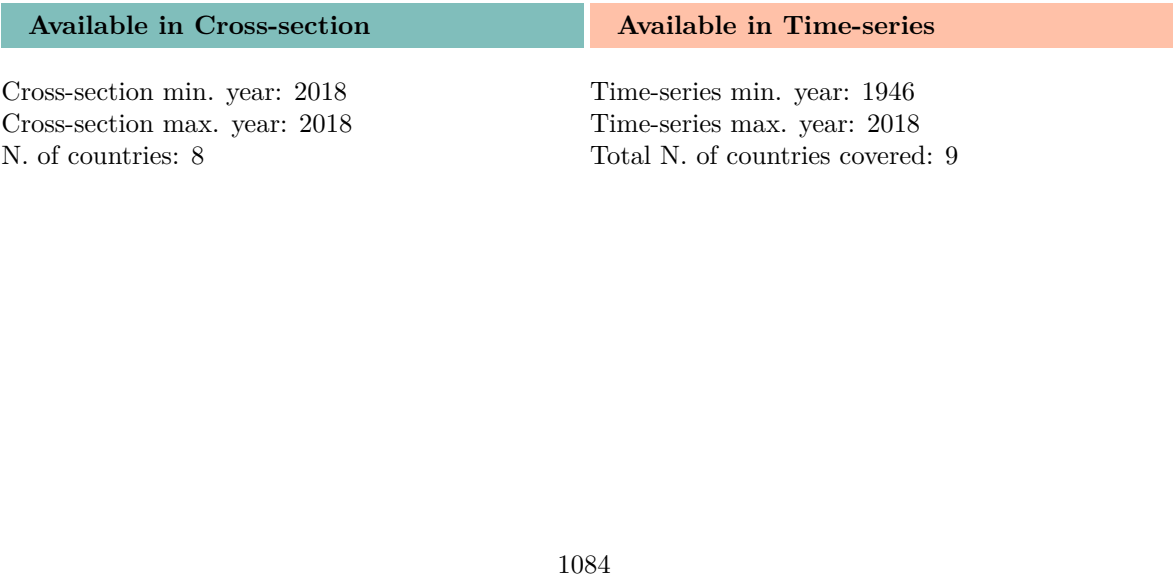 Available in Cross-section
Cross-section min. year: 2018
Cross-section max. year: 2018
N. of countries: 8
Available in Time-series
Time-series min. year: 1946
Time-series max. year: 2018
Total N. of countries covered: 9
1084